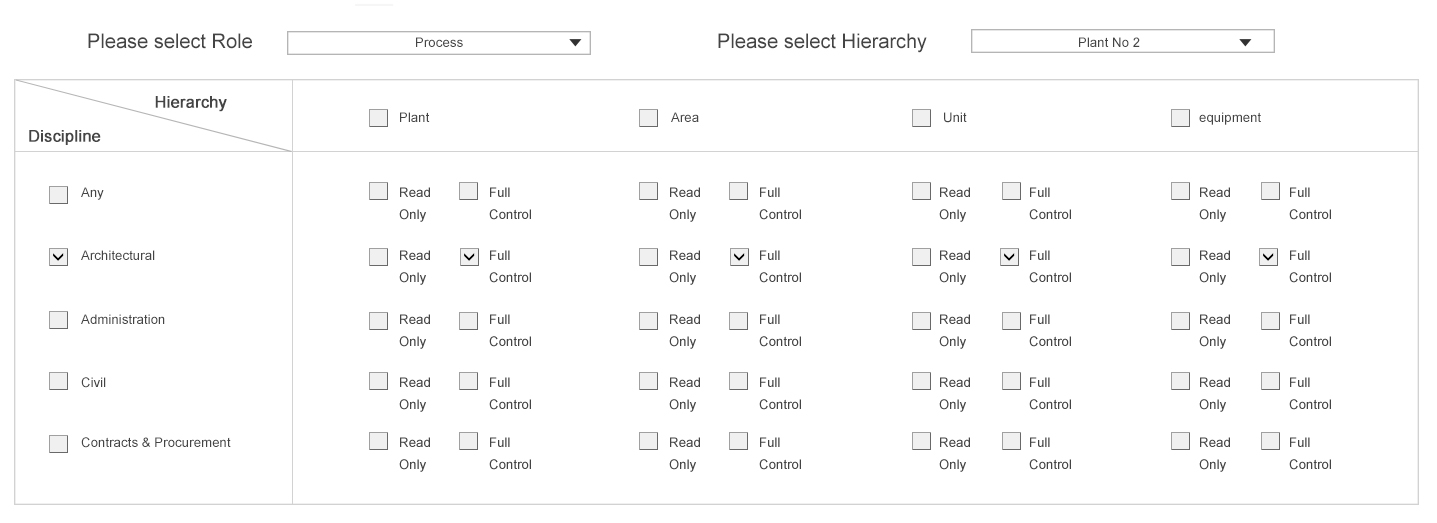 Please select Role Process Please select Hierarchy Plant No 2
Hierarchy
Discipline
Plant Area Unit equipment
Any Read Full Read Full Read Full Read Full
Only Control Only Control Only Control Only Control
Architectural Read Full Read Full Read Full Read Full
Only Control Only Control Only Control Only Control
Administration Read Full Read Full Read Full Read Full
Only Control Only Control Only Control Only Control
Civil Read Full Read Full Read Full Read Full
Only Control Only Control Only Control Only Control
Contracts & Procurement Read Full Read Full Read Full Read Full
Only Control Only Control Only Control Only Control